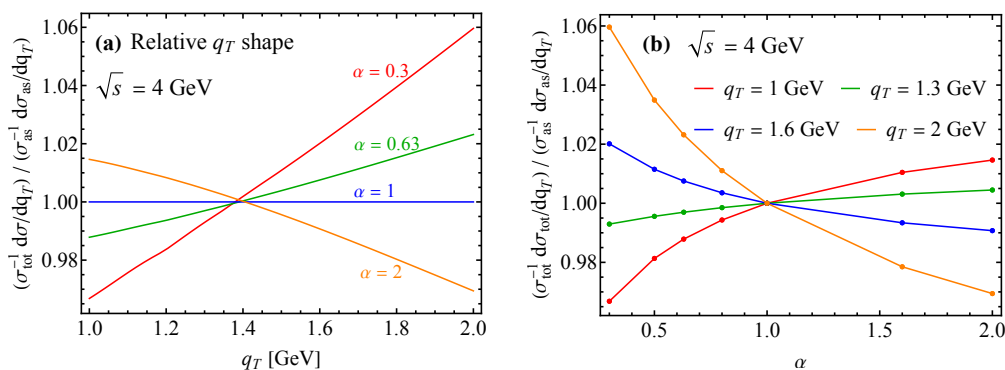 (a) Relative q_T shape
√s = 4 GeV
α = 0.3
α = 0.63
α = 1
α = 2
(σ_tot^-1 dσ/dq_T) / (σ_as^-1 dσ_as/dq_T)
1.06
1.04
1.02
1.00
0.98
1.0 1.2 1.4 1.6 1.8 2.0
q_T [GeV]
(b) √s = 4 GeV
q_T = 1 GeV q_T = 1.3 GeV
q_T = 1.6 GeV q_T = 2 GeV
(σ_tot^-1 dσ_tot/dq_T) / (σ_as^-1 dσ_as/dq_T)
1.06
1.04
1.02
1.00
0.98
0.5 1.0 1.5 2.0
α